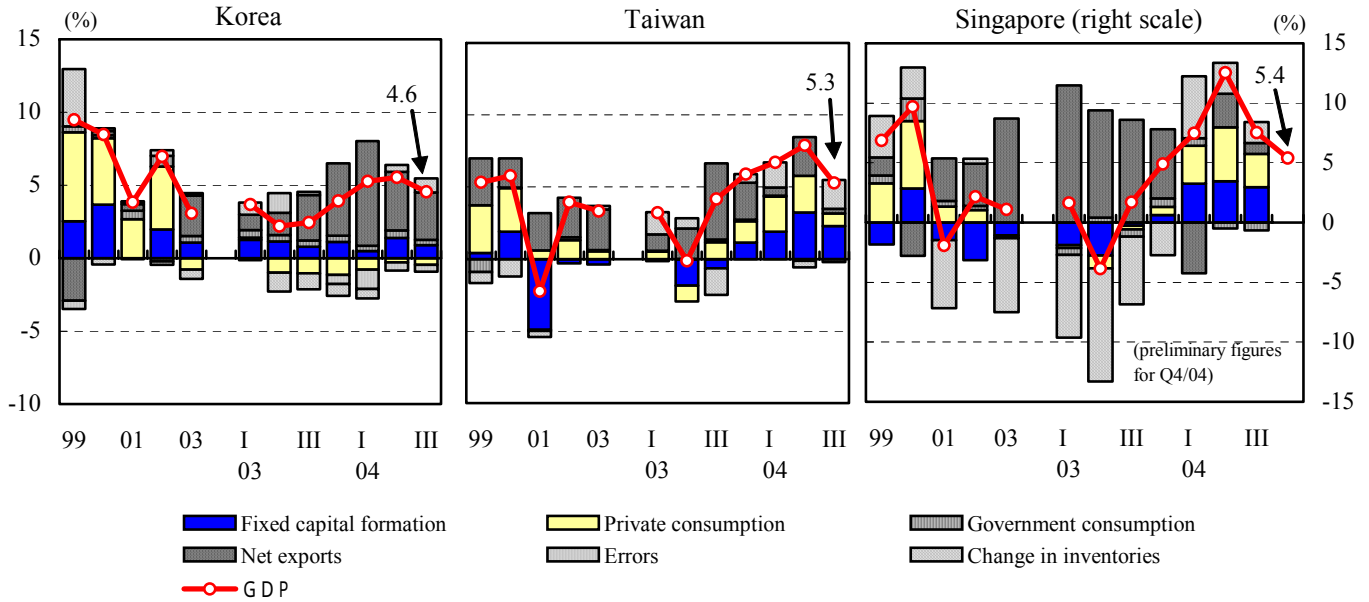 Korea
Taiwan
Singapore (right scale)
(%)
(%)
15
10
5
0
-5
-10
15
10
5
0
-5
-10
-15
4.6
5.3
5.4
(preliminary figures
for Q4/04)
99 01 03 I III I III
03 04
99 01 03 I III I III
03 04
99 01 03 I III I III
03 04
Fixed capital formation
Private consumption
Government consumption
Net exports
Errors
Change in inventories
GDP